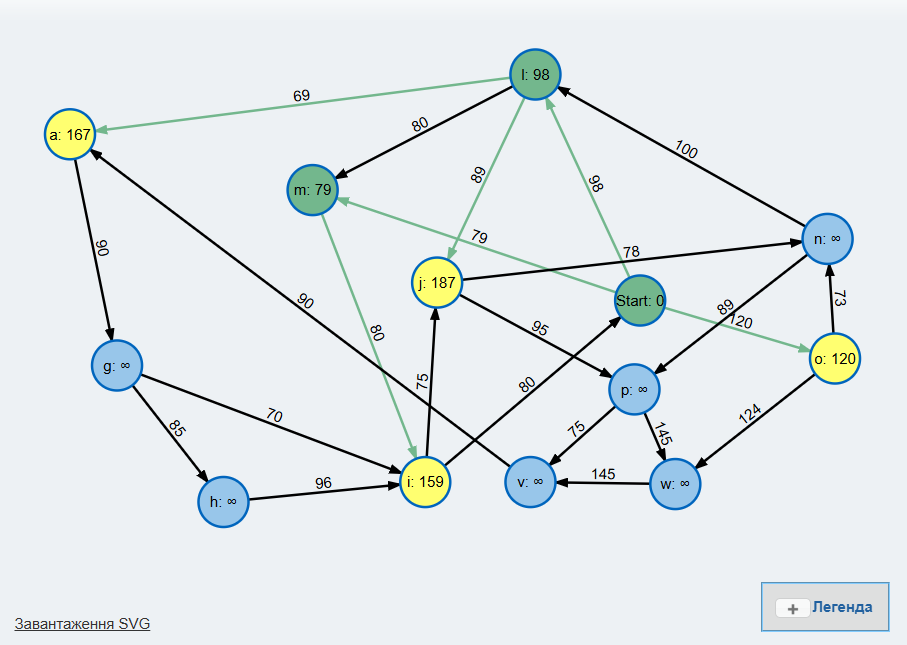 l: 98
69
a: 167
80
100
89
98
m: 79
79
n: ∞
90
78
j: 187
Start: 0
73
90
89
120
95
80
o: 120
g: ∞
75
80
p: ∞
70
124
85
75
145
96
i: 159
145
v: ∞
w: ∞
h: ∞
+ Легенда
Завантаження SVG